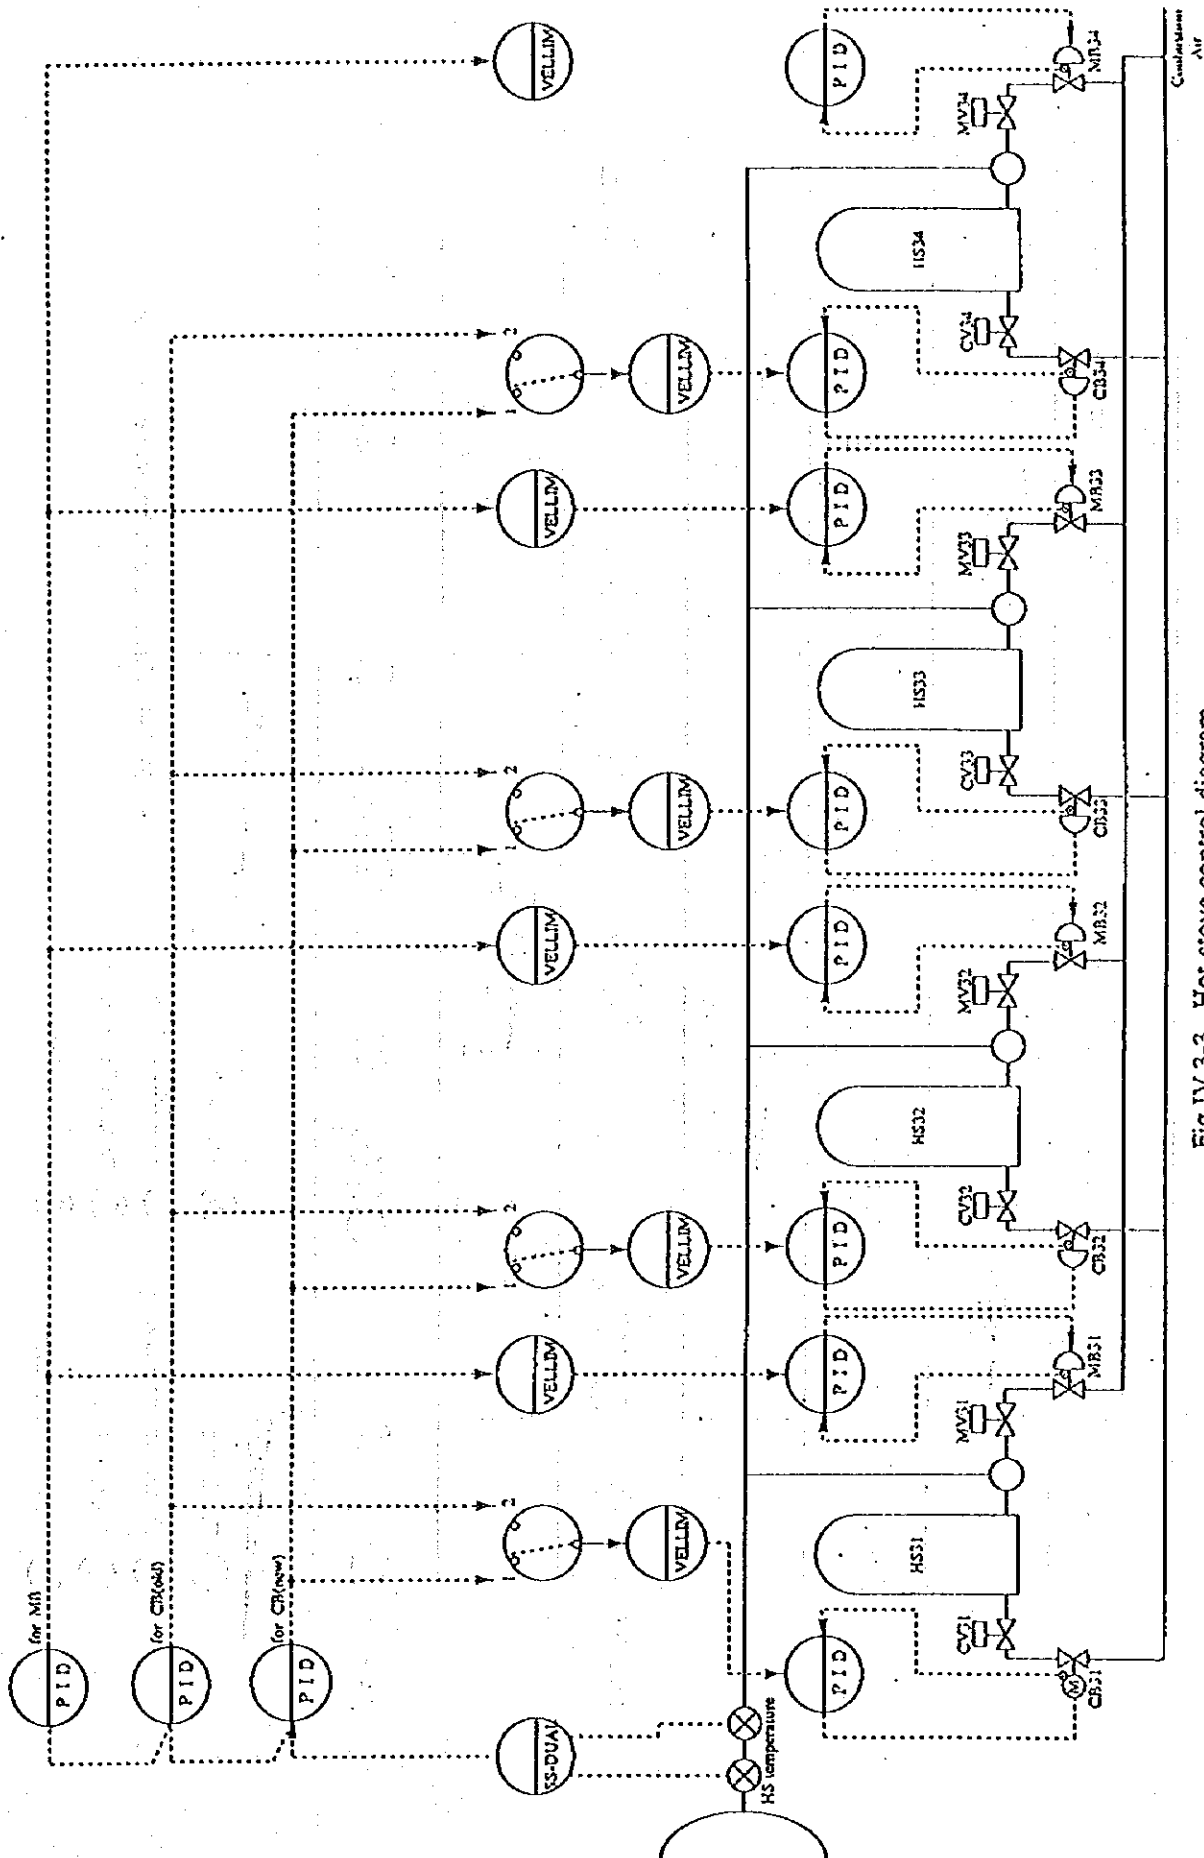 for MB
PID
for CB(old)
PID
for CB(new)
PID
SS-DUAL
HS temperature
1
2
1
2
1
2
1
2
VELLIM
VELLIM
VELLIM
VELLIM
VELLIM
VELLIM
VELLIM
VELLIM
PID
PID
PID
PID
PID
PID
PID
PID
HS31
HS32
HS33
HS34
CV31
MV31
CV32
MV32
CV33
MV33
CV34
MV34
M
CB31
MB31
CB32
MB32
CB33
MB33
CB34
MB34
Combustion
Air
Fig IV 3-3 Hot stove control diagram